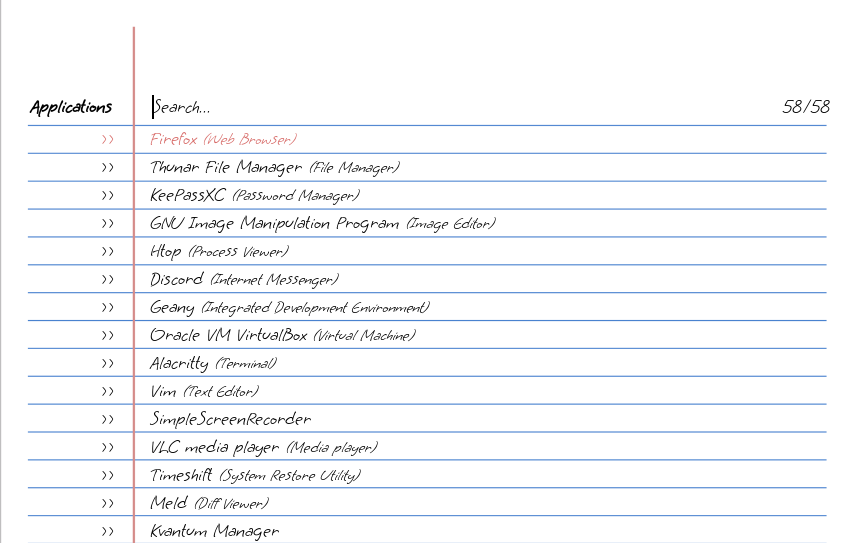 Applications Search... 58/58
>> Firefox (Web Browser)
>> Thunar File Manager (File Manager)
>> KeePassXC (Password Manager)
>> GNU Image Manipulation Program (Image Editor)
>> Htop (Process Viewer)
>> Discord (Internet Messenger)
>> Geany (Integrated Development Environment)
>> Oracle VM VirtualBox (Virtual Machine)
>> Alacritty (Terminal)
>> Vim (Text Editor)
>> SimpleScreenRecorder
>> VLC media player (Media player)
>> Timeshift (System Restore Utility)
>> Meld (Diff Viewer)
>> Kvantum Manager